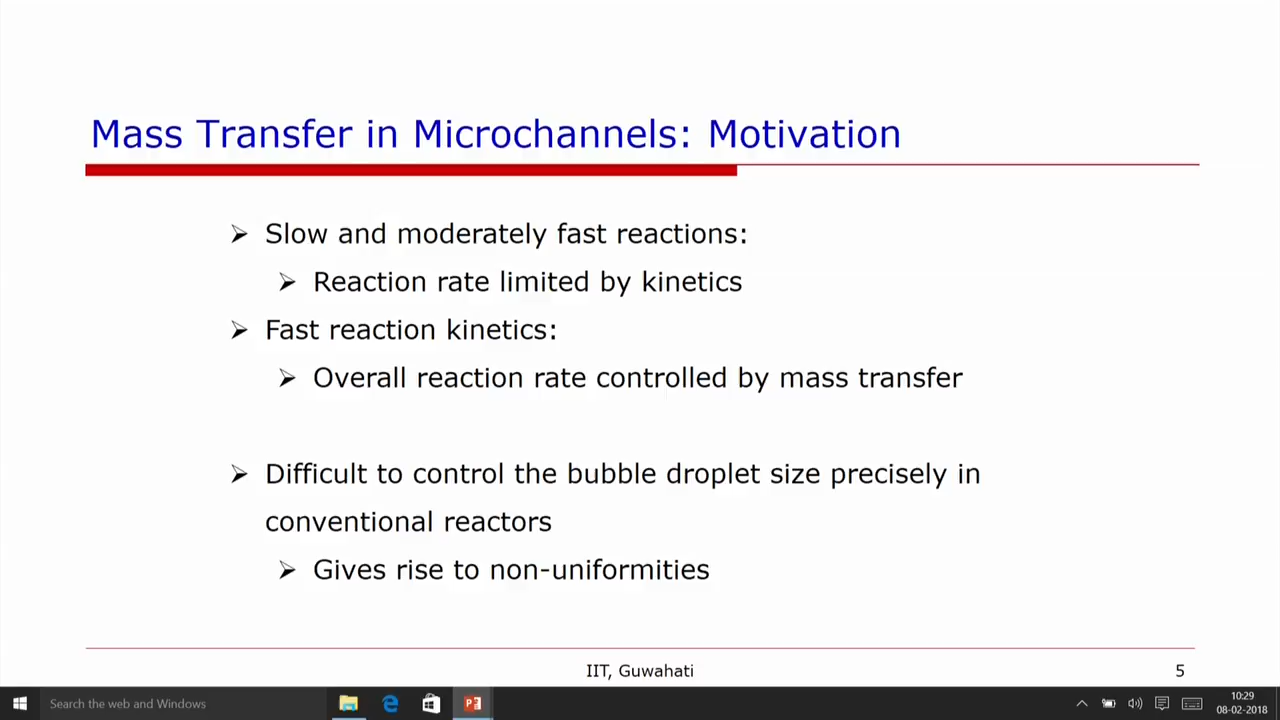 Mass Transfer in Microchannels: Motivation
Slow and moderately fast reactions:
Reaction rate limited by kinetics
Fast reaction kinetics:
Overall reaction rate controlled by mass transfer
Difficult to control the bubble droplet size precisely in
conventional reactors
Gives rise to non-uniformities
IIT, Guwahati
5
Search the web and Windows
10:29
08-02-2018